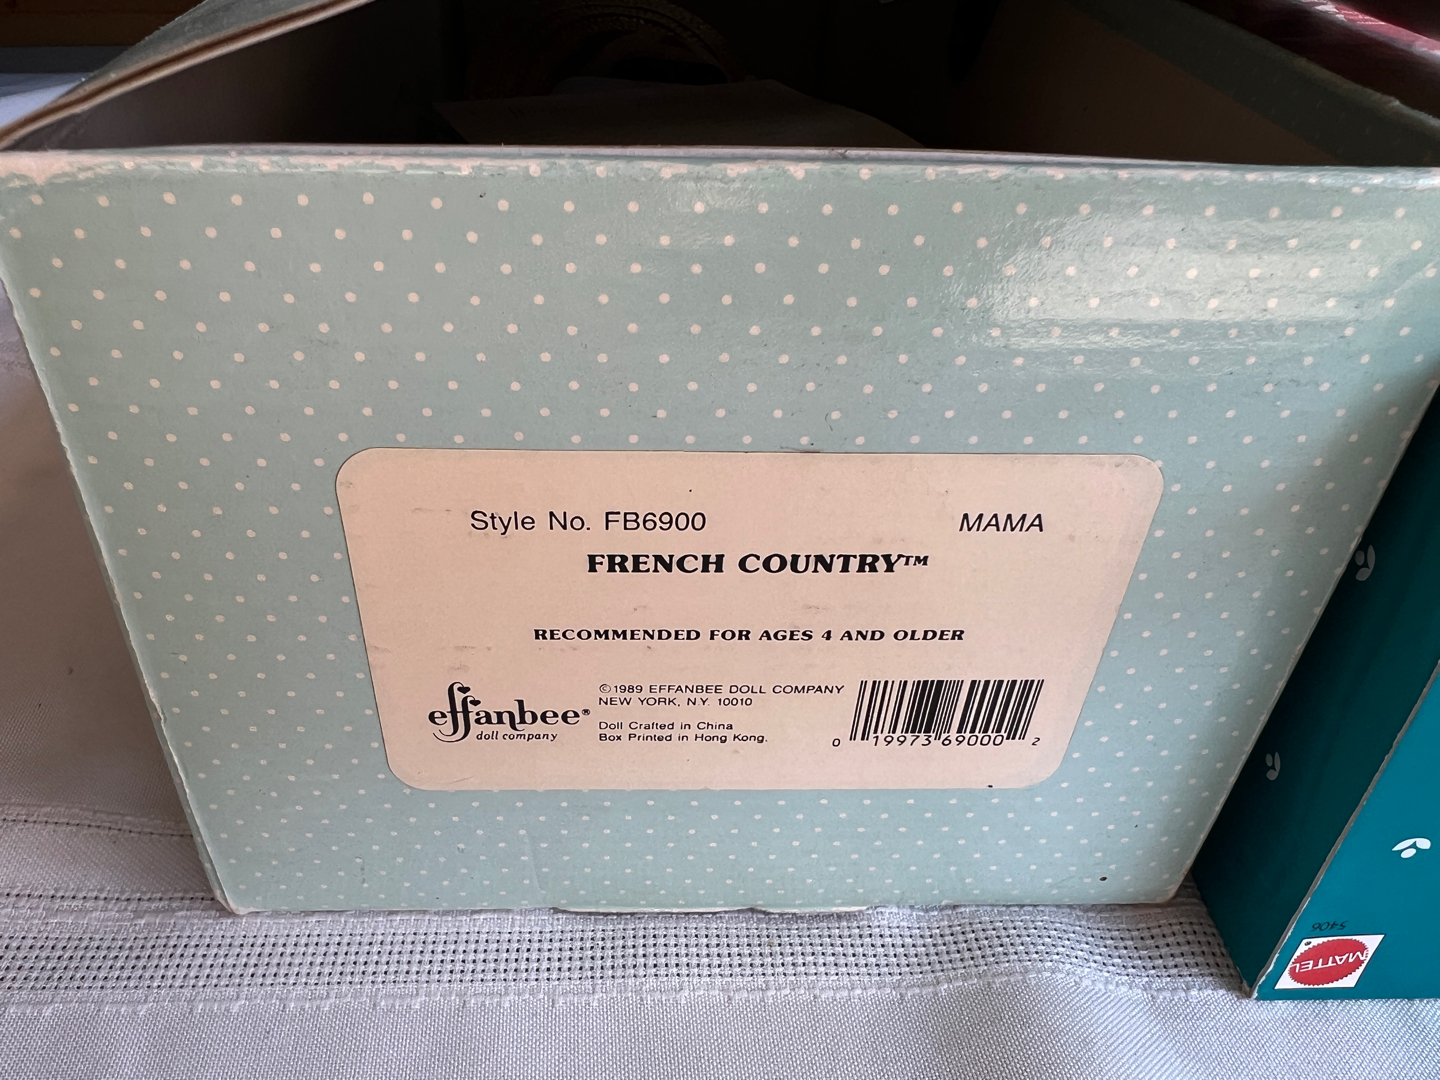 Style No. FB6900 MAMA
FRENCH COUNTRY™
RECOMMENDED FOR AGES 4 AND OLDER
effanbee®
doll company
©1989 EFFANBEE DOLL COMPANY
NEW YORK, N.Y. 10010
Doll Crafted in China
Box Printed in Hong Kong.
0 19973 69000 2
5406
MATTEL®